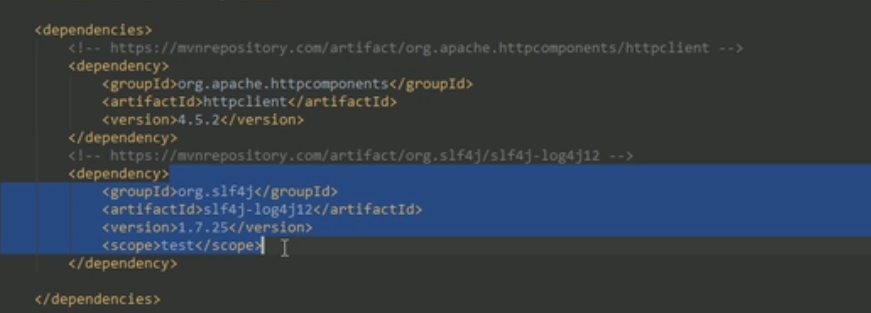 <dependencies>
<!-- https://mvnrepository.com/artifact/org.apache.httpcomponents/httpclient -->
<dependency>
<groupId>org.apache.httpcomponents</groupId>
<artifactId>httpclient</artifactId>
<version>4.5.2</version>
</dependency>
<!-- https://mvnrepository.com/artifact/org.slf4j/slf4j-log4j12 -->
<dependency>
<groupId>org.slf4j</groupId>
<artifactId>slf4j-log4j12</artifactId>
<version>1.7.25</version>
<scope>test</scope>
</dependency>
</dependencies>